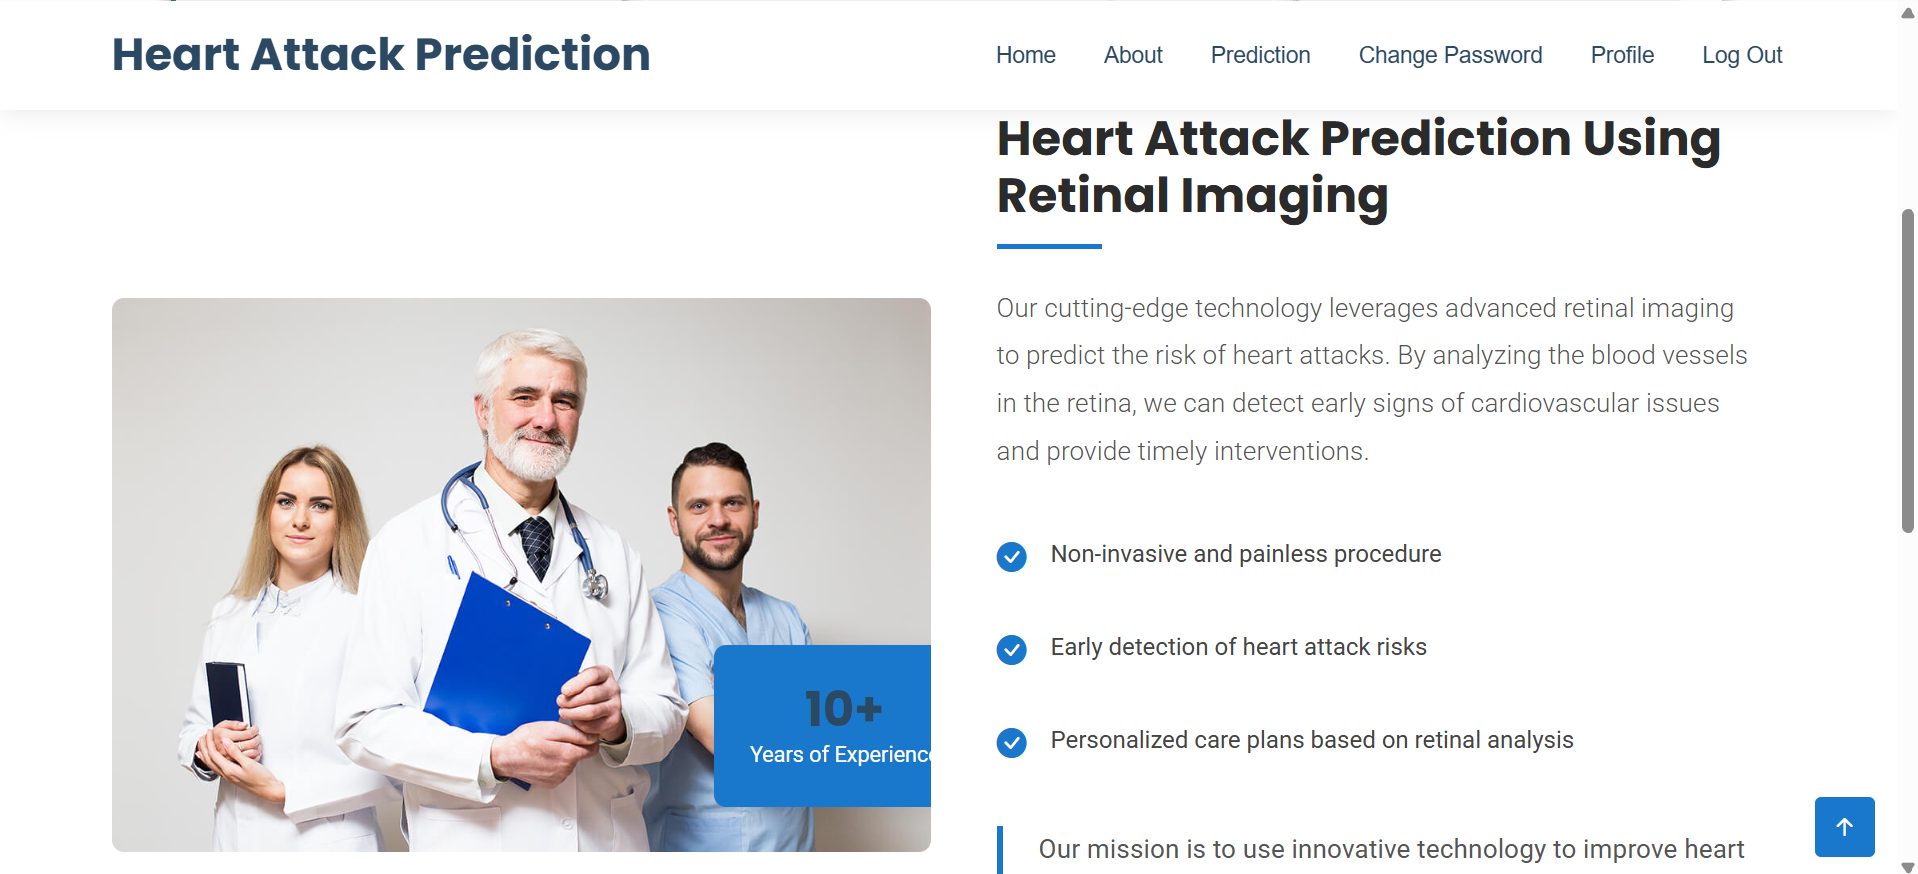 Heart Attack Prediction
Home About Prediction Change Password Profile Log Out
Heart Attack Prediction Using
Retinal Imaging
Our cutting-edge technology leverages advanced retinal imaging
to predict the risk of heart attacks. By analyzing the blood vessels
in the retina, we can detect early signs of cardiovascular issues
and provide timely interventions.
Non-invasive and painless procedure
Early detection of heart attack risks
Personalized care plans based on retinal analysis
Our mission is to use innovative technology to improve heart
10+
Years of Experience